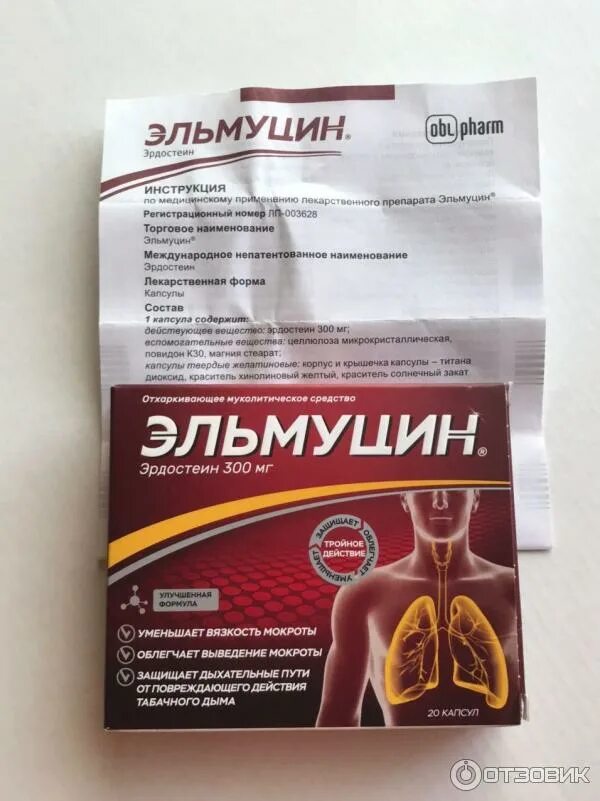 ЭЛЬМУЦИН®
Эрдостеин
obl pharm
ИНСТРУКЦИЯ
по медицинскому применению лекарственного препарата Эльмуцин®
Регистрационный номер ЛП-003628
Торговое наименование
Эльмуцин®
Международное непатентованное наименование
Эрдостеин
Лекарственная форма
Капсулы
Состав
1 капсула содержит:
действующее вещество: эрдостеин 300 мг;
вспомогательные вещества: целлюлоза микрокристаллическая,
повидон К30, магния стеарат;
капсулы твердые желатиновые: корпус и крышечка капсулы – титана
диоксид, краситель хинолиновый желтый, краситель солнечный закат
Отхаркивающее муколитическое средство
ЭЛЬМУЦИН®
Эрдостеин 300 мг
ЗАЩИЩАЕТ
ОБЛЕГЧАЕТ
УМЕНЬШАЕТ
ТРОЙНОЕ
ДЕЙСТВИЕ
УЛУЧШЕННАЯ
ФОРМУЛА
УМЕНЬШАЕТ ВЯЗКОСТЬ МОКРОТЫ
ОБЛЕГЧАЕТ ВЫВЕДЕНИЕ МОКРОТЫ
ЗАЩИЩАЕТ ДЫХАТЕЛЬНЫЕ ПУТИ
ОТ ПОВРЕЖДАЮЩЕГО ДЕЙСТВИЯ
ТАБАЧНОГО ДЫМА
20 КАПСУЛ
ОТЗОВИК